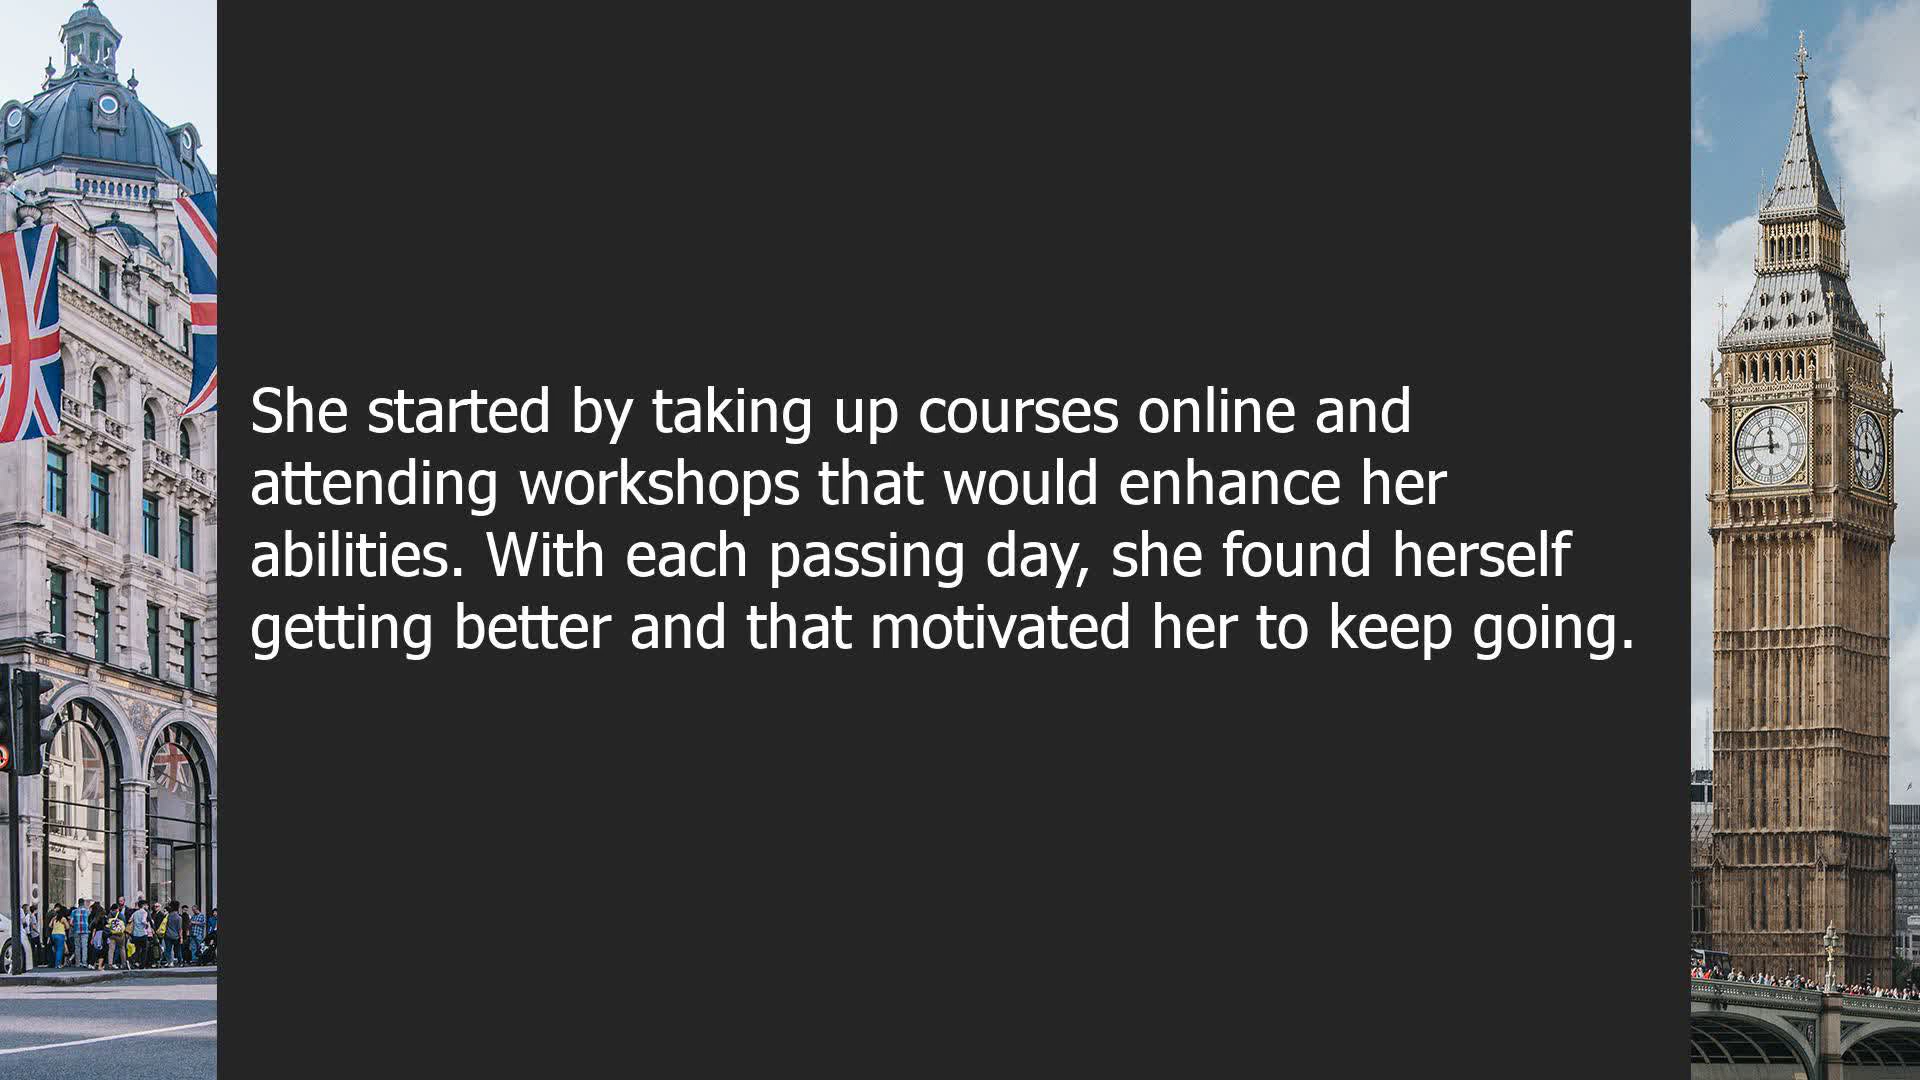 She started by taking up courses online and
attending workshops that would enhance her
abilities. With each passing day, she found herself
getting better and that motivated her to keep going.